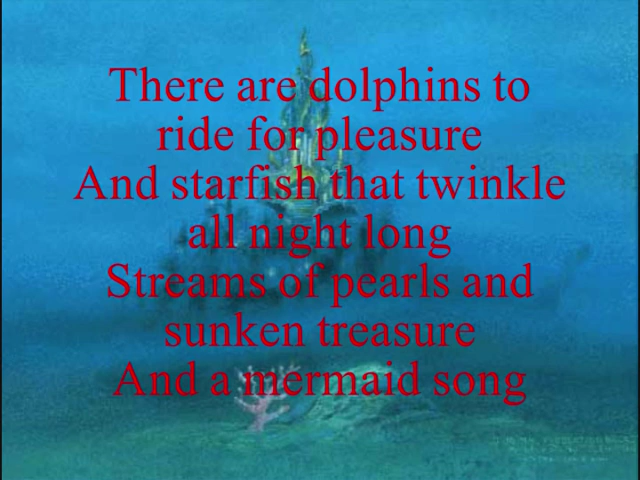 There are dolphins to
ride for pleasure
And starfish that twinkle
all night long
Streams of pearls and
sunken treasure
And a mermaid song